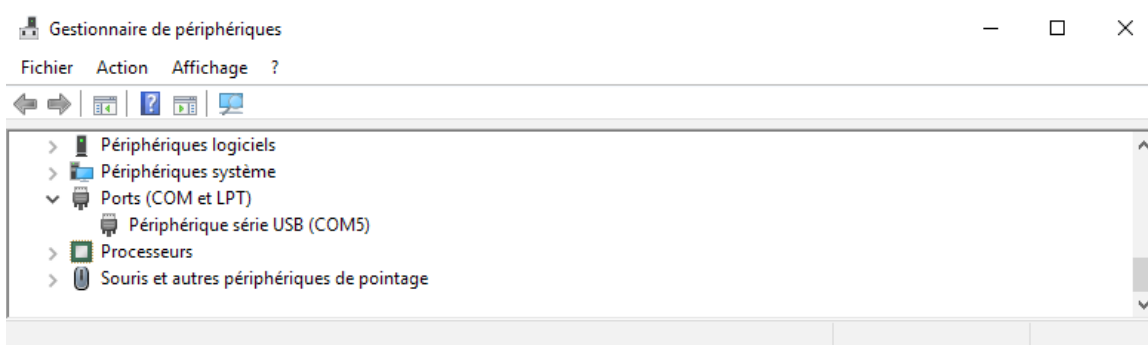 Gestionnaire de périphériques
Fichier Action Affichage ?
Périphériques logiciels
Périphériques système
Ports (COM et LPT)
Périphérique série USB (COM5)
Processeurs
Souris et autres périphériques de pointage